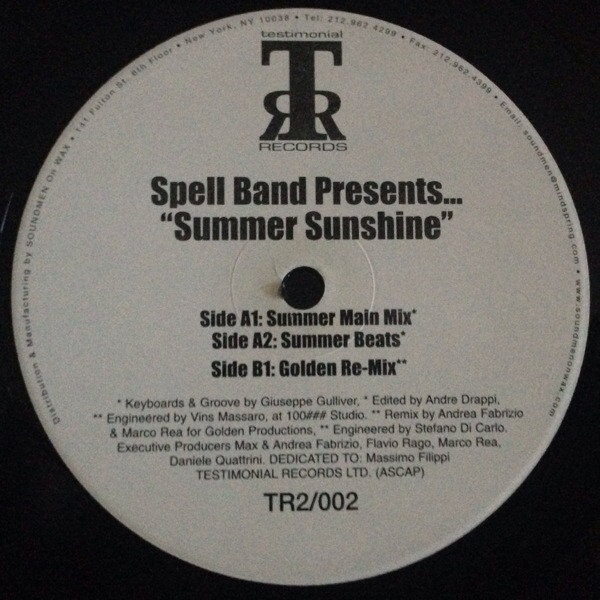 Distribution & Manufacturing by SOUNDMEN On WAX • 141 Fulton St. 6th Floor • New York, NY 10038 • Tel: 212.962.4299 • Fax: 212.962.4399 • Email: soundmen@mindspring.com • www.soundmenonwax.com
testimonial
TRR
RECORDS
Spell Band Presents...
“Summer Sunshine”
Side A1: Summer Main Mix*
Side A2: Summer Beats*
Side B1: Golden Re-Mix**
* Keyboards & Groove by Giuseppe Gulliver, * Edited by Andre Drappi,
** Engineered by Vins Massaro, at 100### Studio. ** Remix by Andrea Fabrizio
& Marco Rea for Golden Productions, ** Engineered by Stefano Di Carlo.
Executive Producers Max & Andrea Fabrizio, Flavio Rago, Marco Rea,
Daniele Quattrini. DEDICATED TO: Massimo Filippi
TESTIMONIAL RECORDS LTD. (ASCAP)
TR2/002